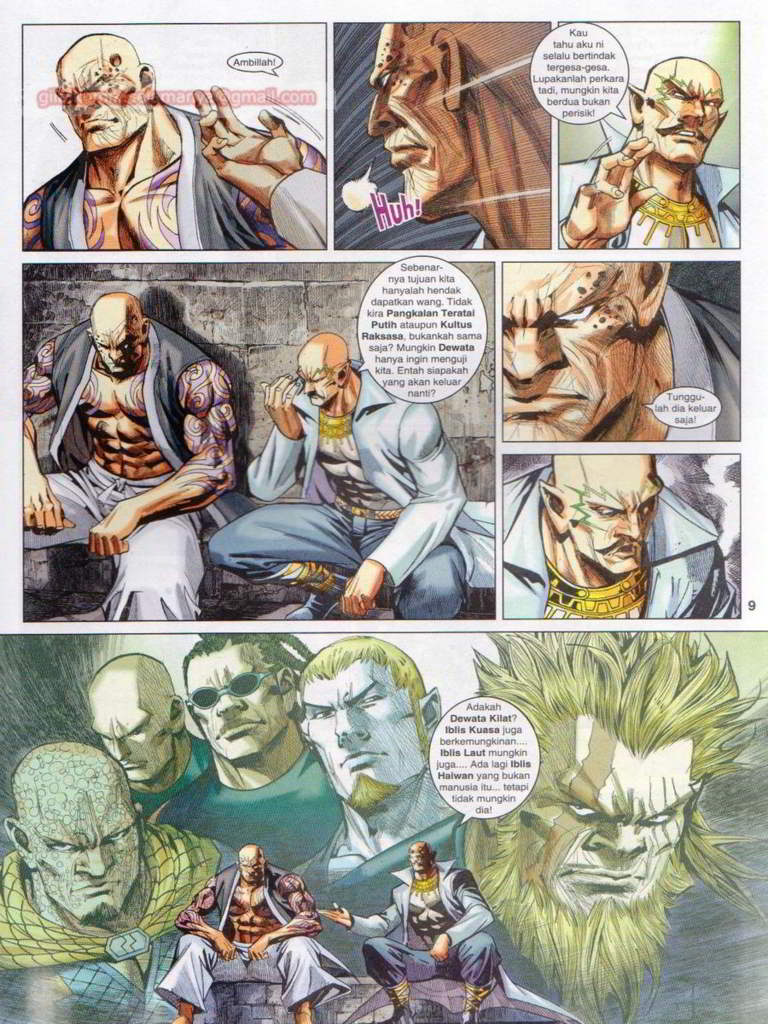 Ambillah!
Huh!
Kau
tahu aku ni
selalu bertindak
tergesa-gesa.
Lupakanlah perkara
tadi, mungkin kita
berdua bukan
perisik!
Sebenar-
nya tujuan kita
hanyalah hendak
dapatkan wang. Tidak
kira Pangkalan Teratai
Putih ataupun Kultus
Raksasa, bukankah sama
saja? Mungkin Dewata
hanya ingin menguji
kita. Entah siapakah
yang akan keluar
nanti?
Tunggu-
lah dia keluar
saja!
9
Adakah
Dewata Kilat?
Iblis Kuasa juga
berkemungkinan....
Iblis Laut mungkin
juga.... Ada lagi Iblis
Haiwan yang bukan
manusia itu... tetapi
tidak mungkin
dia!